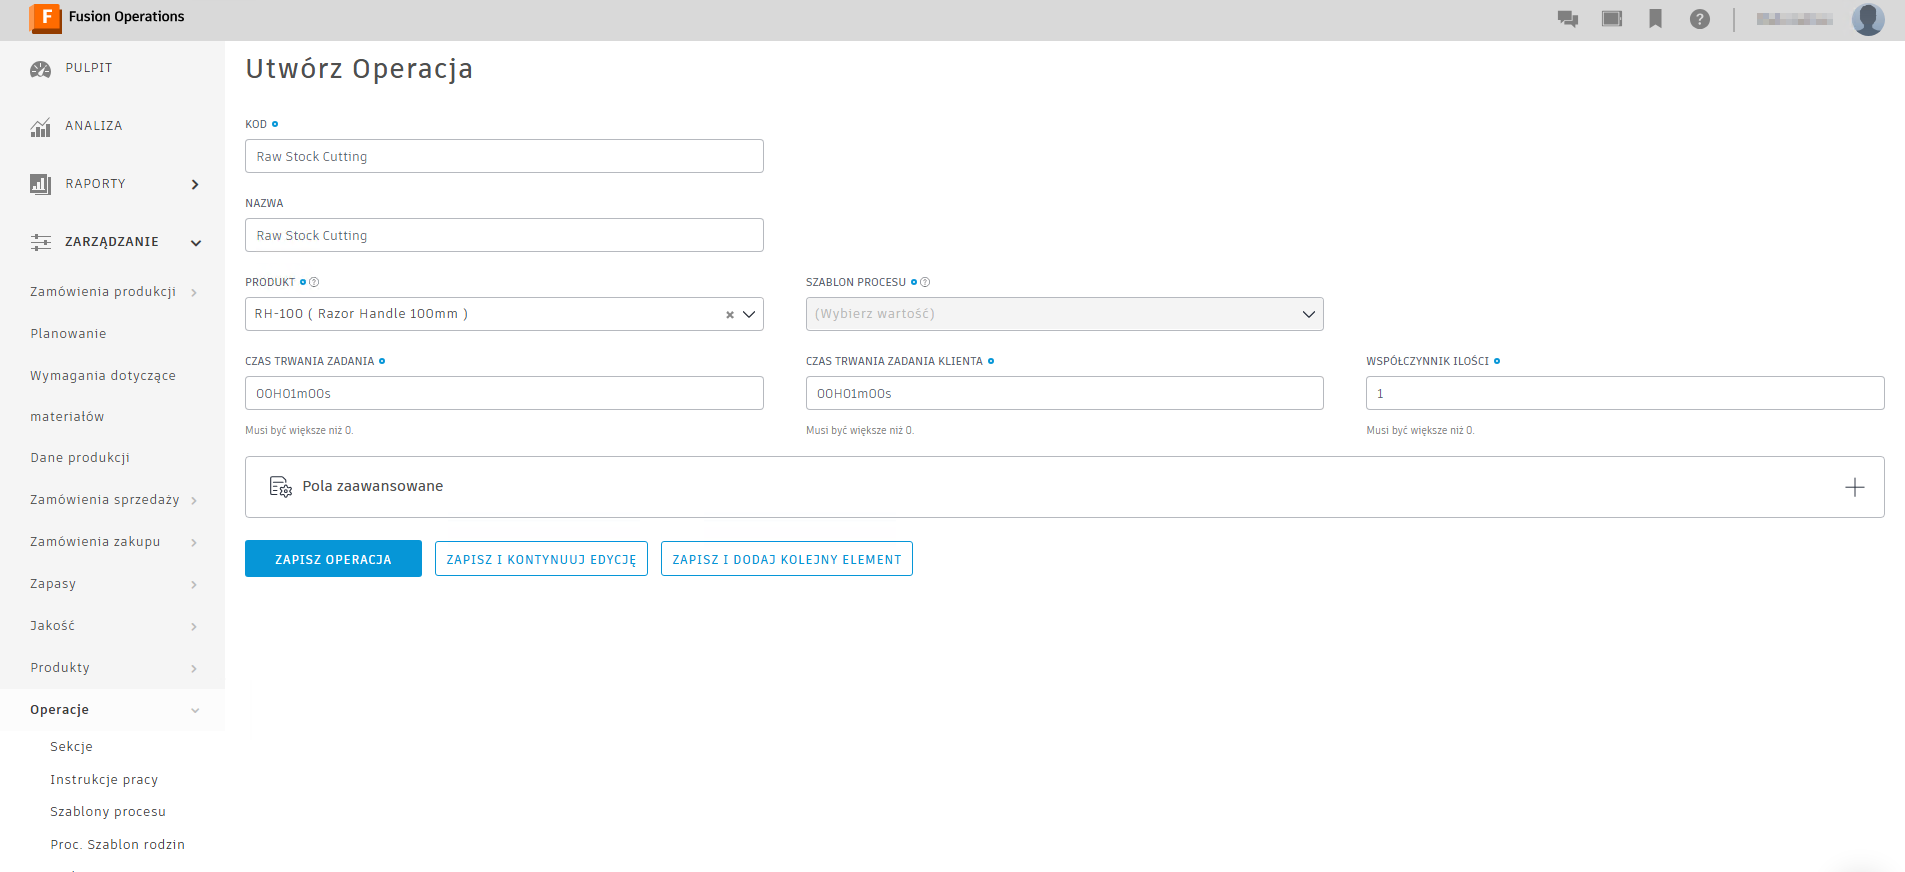 Fusion Operations
PULPIT
ANALIZA
RAPORTY
ZARZĄDZANIE
Zamówienia produkcji
Planowanie
Wymagania dotyczące
materiałów
Dane produkcji
Zamówienia sprzedaży
Zamówienia zakupu
Zapasy
Jakość
Produkty
Operacje
Sekcje
Instrukcje pracy
Szablony procesu
Proc. Szablon rodzin
Utwórz Operacja
KOD
Raw Stock Cutting
NAZWA
Raw Stock Cutting
PRODUKT
RH-100 ( Razor Handle 100mm )
SZABLON PROCESU
(Wybierz wartość)
CZAS TRWANIA ZADANIA
00H01m00s
Musi być większe niż 0.
CZAS TRWANIA ZADANIA KLIENTA
00H01m00s
Musi być większe niż 0.
WSPÓŁCZYNNIK ILOŚCI
1
Musi być większe niż 0.
Pola zaawansowane
ZAPISZ OPERACJA
ZAPISZ I KONTYNUUJ EDYCJĘ
ZAPISZ I DODAJ KOLEJNY ELEMENT